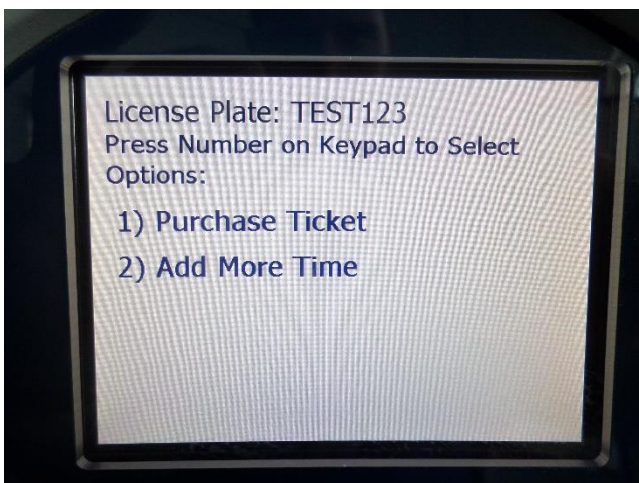 License Plate: TEST123
Press Number on Keypad to Select
Options:
1) Purchase Ticket
2) Add More Time